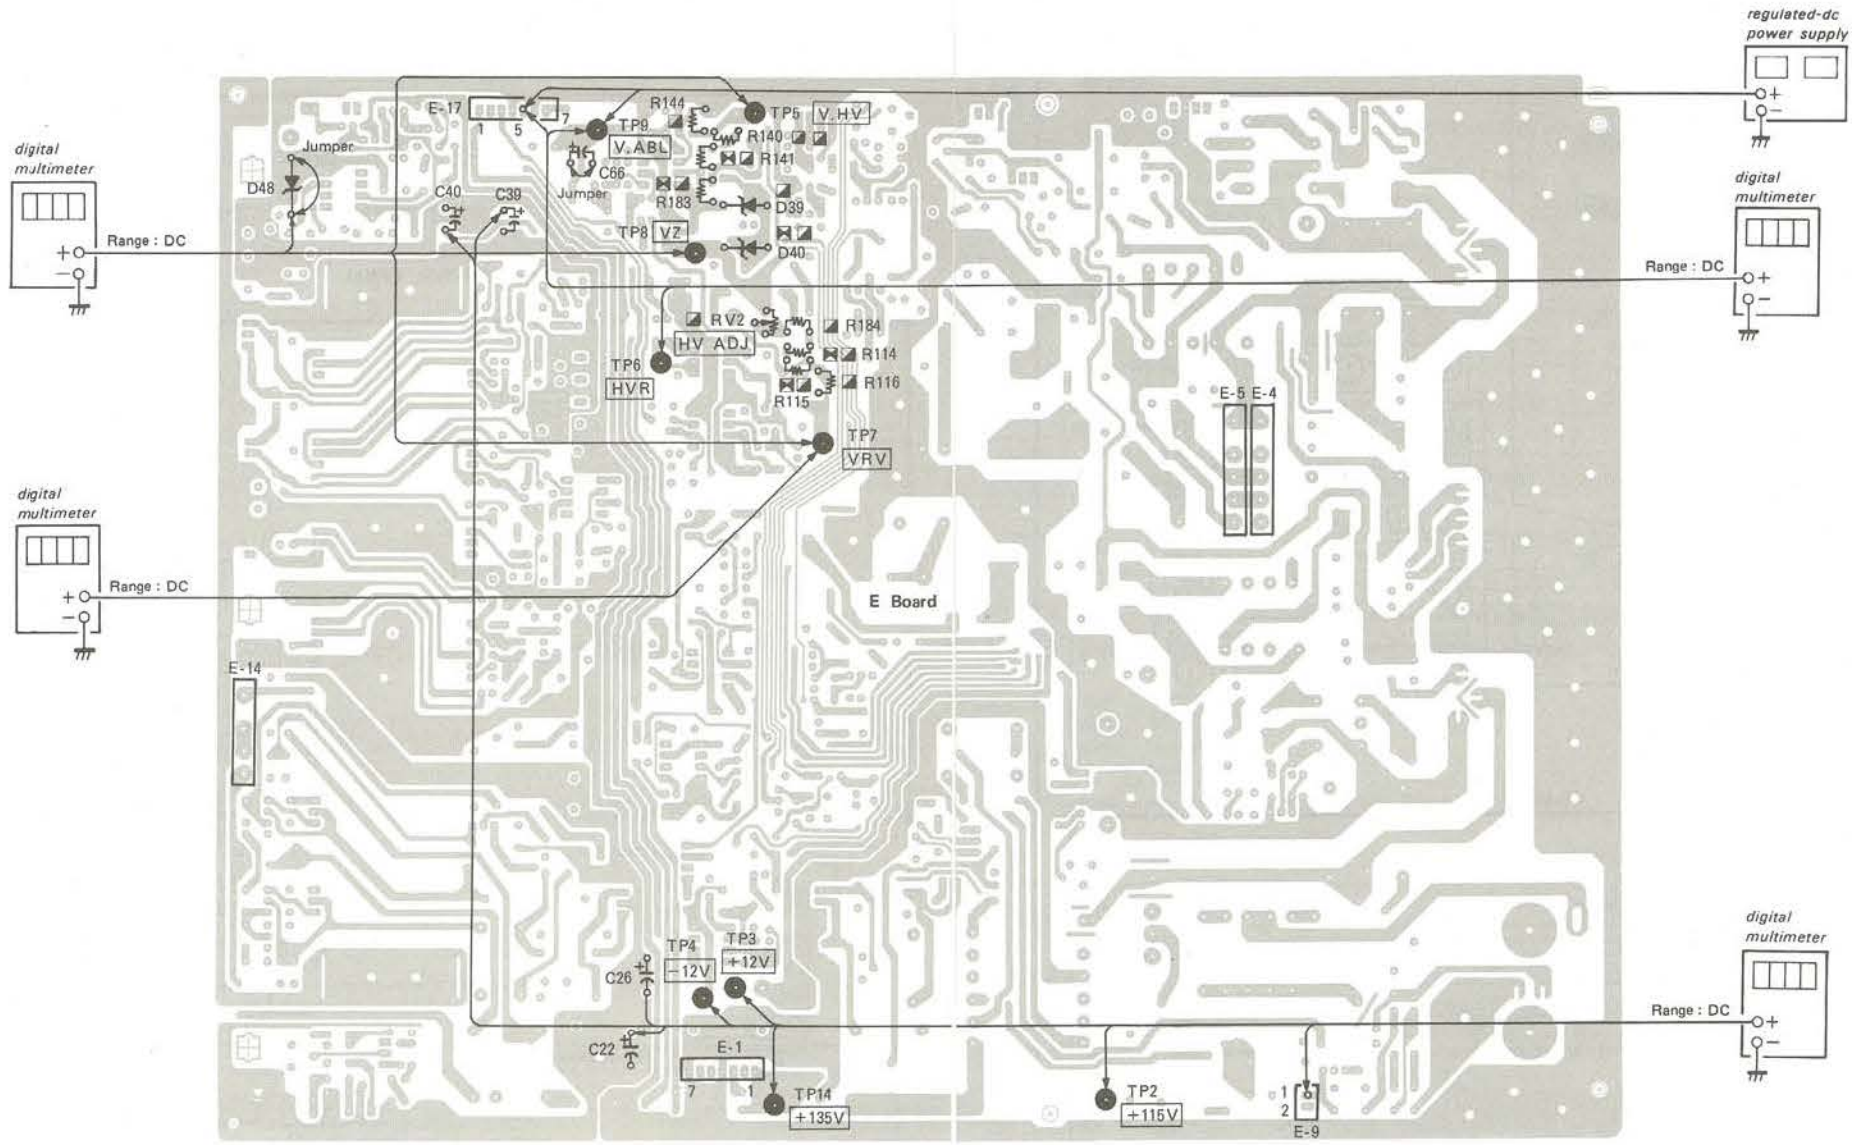 regulated-dc
power supply
+
−
E-17
1
5
7
R144
TP5
V.HV
TP9
V.ABL
R140
R141
digital
multimeter
Jumper
D48
C40
C39
+
+
+
C66
Jumper
R183
D39
digital
multimeter
TP8
VZ
D40
+
−
Range : DC
Range : DC
+
−
RV2
HV ADJ
R184
TP6
HVR
R114
R116
R115
E-5
E-4
TP7
VRV
digital
multimeter
+
−
Range : DC
E Board
E-14
digital
multimeter
TP4
−12V
TP3
+12V
C26
+
Range : DC
+
−
C22
+
E-1
7
1
TP14
+135V
TP2
+115V
1
2
E-9